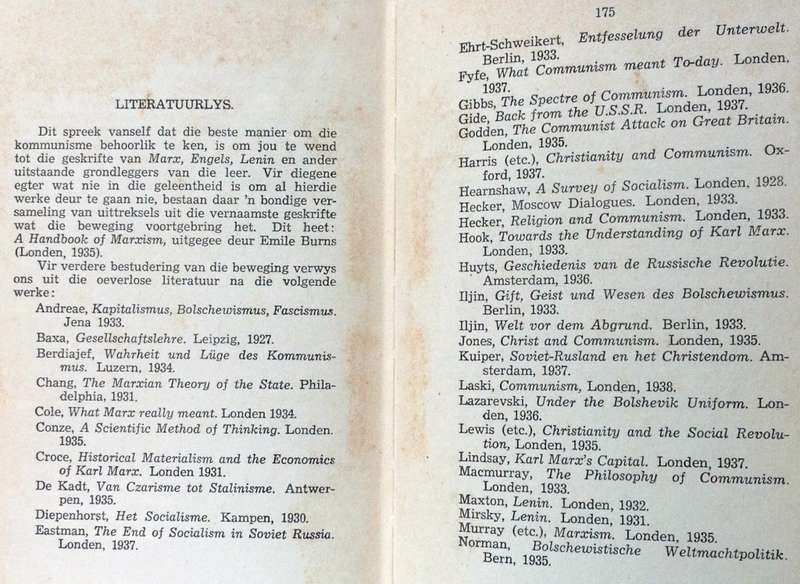 LITERATUURLYS.
Dit spreek vanself dat die beste manier om die
kommunisme behoorlik te ken, is om jou te wend
tot die geskrifte van Marx, Engels, Lenin en ander
uitstaande grondleggers van die leer. Vir diegene
egter wat nie in die geleentheid is om al hierdie
werke deur te gaan nie, bestaan daar 'n bondige ver-
sameling van uittreksels uit die vernaamste geskrifte
wat die beweging voortgebring het. Dit heet:
A Handbook of Marxism, uitgegee deur Emile Burns
(Londen, 1935).
Vir verdere bestudering van die beweging verwys
ons uit die oeverlose literatuur na die volgende
werke:
Andreae, Kapitalismus, Bolschewismus, Fascismus.
Jena 1933.
Baxa, Gesellschaftslehre. Leipzig, 1927.
Berdiajef, Wahrheit und Lüge des Kommunis-
mus. Luzern, 1934.
Chang, The Marxian Theory of the State. Phila-
delphia, 1931.
Cole, What Marx really meant. Londen 1934.
Conze, A Scientific Method of Thinking. Londen.
1935.
Croce, Historical Materialism and the Economics
of Karl Marx. Londen 1931.
De Kadt, Van Czarisme tot Stalinisme. Antwer-
pen, 1935.
Diepenhorst, Het Socialisme. Kampen, 1930.
Eastman, The End of Socialism in Soviet Russia.
Londen, 1937.
175
Ehrt-Schweikert, Entfesselung der Unterwelt.
Berlin, 1933.
Fyfe, What Communism meant To-day. Londen,
1937.
Gibbs, The Spectre of Communism. Londen, 1936.
Gide, Back from the U.S.S.R. Londen, 1937.
Godden, The Communist Attack on Great Britain.
Londen, 1935.
Harris (etc.), Christianity and Communism. Ox-
ford, 1937.
Hearnshaw, A Survey of Socialism. Londen, 1928.
Hecker, Moscow Dialogues. Londen, 1933.
Hecker, Religion and Communism. Londen, 1933.
Hook, Towards the Understanding of Karl Marx.
Londen, 1933.
Huyts, Geschiedenis van de Russische Revolutie.
Amsterdam, 1936.
Iljin, Gift, Geist und Wesen des Bolschewismus.
Berlin, 1933.
Iljin, Welt vor dem Abgrund. Berlin, 1933.
Jones, Christ and Communism. Londen, 1935.
Kuiper, Soviet-Rusland en het Christendom. Am-
sterdam, 1937.
Laski, Communism, Londen, 1938.
Lazarevski, Under the Bolshevik Uniform. Lon-
den, 1936.
Lewis (etc.), Christianity and the Social Revolu-
tion, Londen, 1935.
Lindsay, Karl Marx's Capital. Londen, 1937.
Macmurray, The Philosophy of Communism.
Londen, 1933.
Maxton, Lenin. Londen, 1932.
Mirsky, Lenin. Londen, 1931.
Murray (etc.), Marxism. Londen, 1935.
Norman, Bolschewistische Weltmachtpolitik.
Bern, 1935.